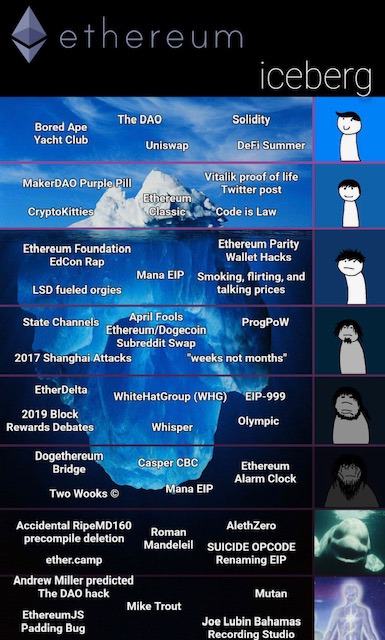 ethereum
iceberg
Bored Ape
Yacht Club
The DAO
Solidity
Uniswap
DeFi Summer
MakerDAO Purple Pill
Vitalik proof of life
Twitter post
CryptoKitties
Ethereum
Classic
Code is Law
Ethereum Foundation
EdCon Rap
Ethereum Parity
Wallet Hacks
Mana EIP
LSD fueled orgies
Smoking, flirting, and
talking prices
State Channels
April Fools
Ethereum/Dogecoin
Subreddit Swap
ProgPoW
2017 Shanghai Attacks
"weeks not months"
EtherDelta
WhiteHatGroup (WHG)
EIP-999
2019 Block
Rewards Debates
Whisper
Olympic
Dogethereum
Bridge
Casper CBC
Ethereum
Alarm Clock
Two Wooks ©
Mana EIP
Accidental RipeMD160
precompile deletion
Roman
Mandeleil
AlethZero
ether.camp
SUICIDE OPCODE
Renaming EIP
Andrew Miller predicted
The DAO hack
Mike Trout
Mutan
EthereumJS
Padding Bug
Joe Lubin Bahamas
Recording Studio